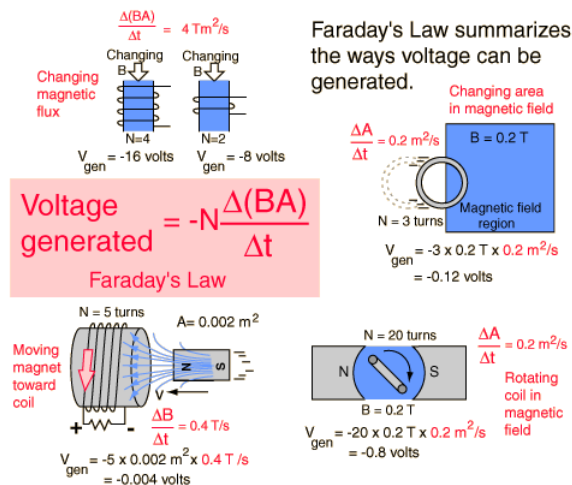 Δ(BA)
Δt
= 4 Tm²/s
Faraday's Law summarizes
the ways voltage can be
generated.
Changing
B
Changing
B
Changing
magnetic
flux
N=4
N=2
V gen = -16 volts
V gen = -8 volts
Changing area
in magnetic field
ΔA
Δt
= 0.2 m²/s
B = 0.2 T
N = 3 turns
Magnetic field
region
V gen = -3 x 0.2 T x 0.2 m²/s
= -0.12 volts
Voltage
generated = -N Δ(BA)
Δt
Faraday's Law
N = 5 turns
A= 0.002 m²
Moving
magnet
toward
coil
N
S
v
+
-
ΔB
Δt
= 0.4 T/s
V gen = -5 x 0.002 m² x 0.4 T /s
= -0.004 volts
N = 20 turns
N
S
B = 0.2 T
ΔA
Δt
= 0.2 m²/s
Rotating
coil in
magnetic
field
V gen = -20 x 0.2 T x 0.2 m²/s
= -0.8 volts